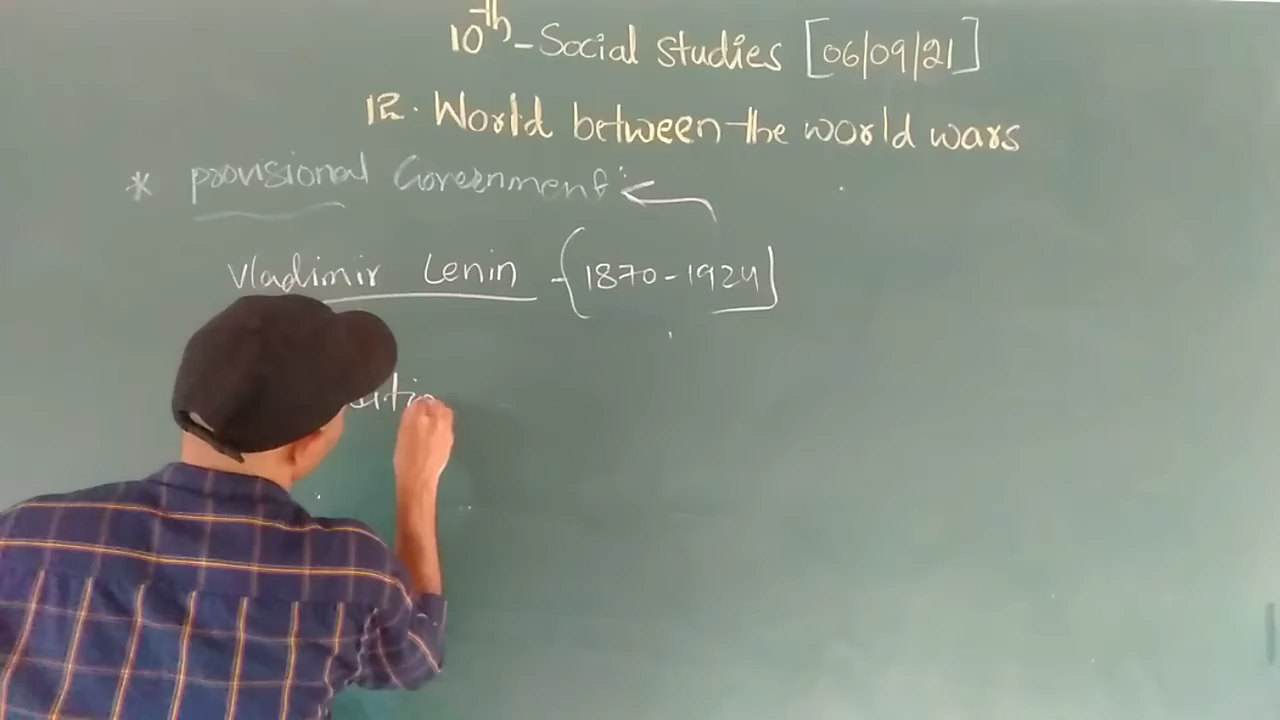 10th - Social Studies [06/09/21]
12. World between the world wars
* provisional Government:
Vladimir Lenin - {1870-1924]